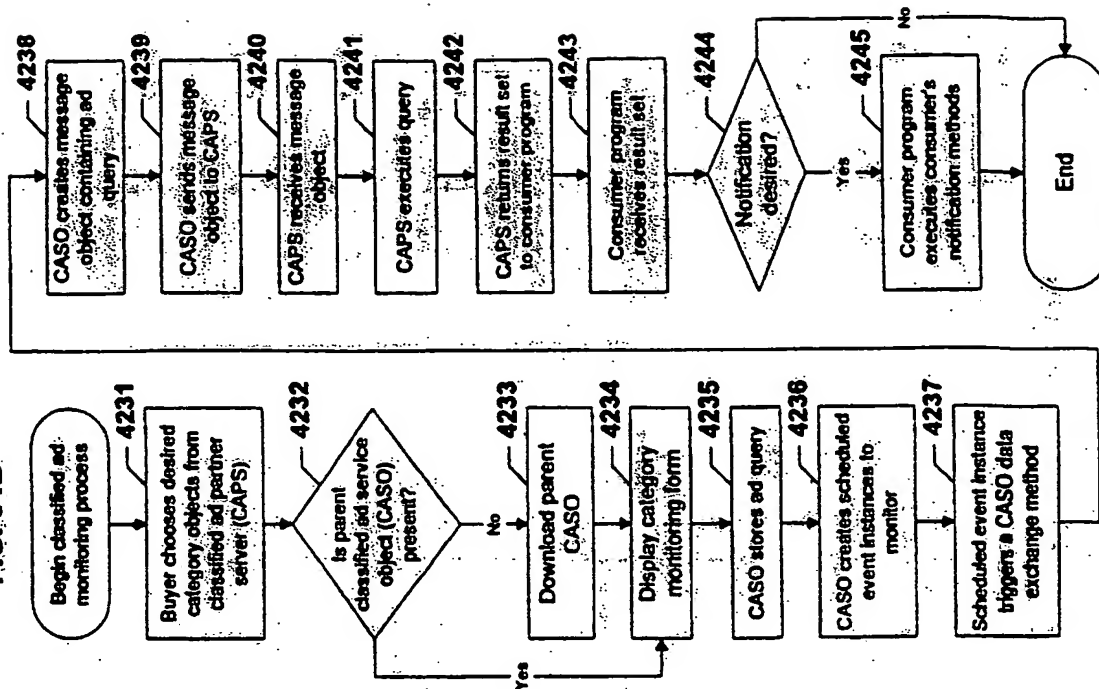 Begin classified ad
monitoring process
4231
Buyer chooses desired
category objects from
classified ad partner
server (CAPS)
4232
Is parent
classified ad service
object (CASO)
present?
No
Yes
4233
Download parent
CASO
4234
Display category
monitoring form
4235
CASO stores ad query
4236
CASO creates scheduled
event instances to
monitor
4237
Scheduled event instance
triggers a CASO data
exchange method
4238
CASO creates message
object containing ad
query
4239
CASO sends message
object to CAPS
4240
CAPS receives message
object
4241
CAPS executes query
4242
CAPS returns result set
to consumer program
4243
Consumer program
receives result set
4244
Notification
desired?
No
Yes
4245
Consumer program
executes consumer's
notification methods
End